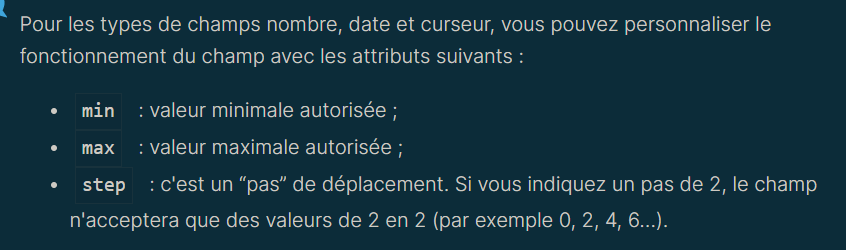 Pour les types de champs nombre, date et curseur, vous pouvez personnaliser le
fonctionnement du champ avec les attributs suivants :
• min : valeur minimale autorisée ;
• max : valeur maximale autorisée ;
• step : c'est un “pas” de déplacement. Si vous indiquez un pas de 2, le champ
n'acceptera que des valeurs de 2 en 2 (par exemple 0, 2, 4, 6…).